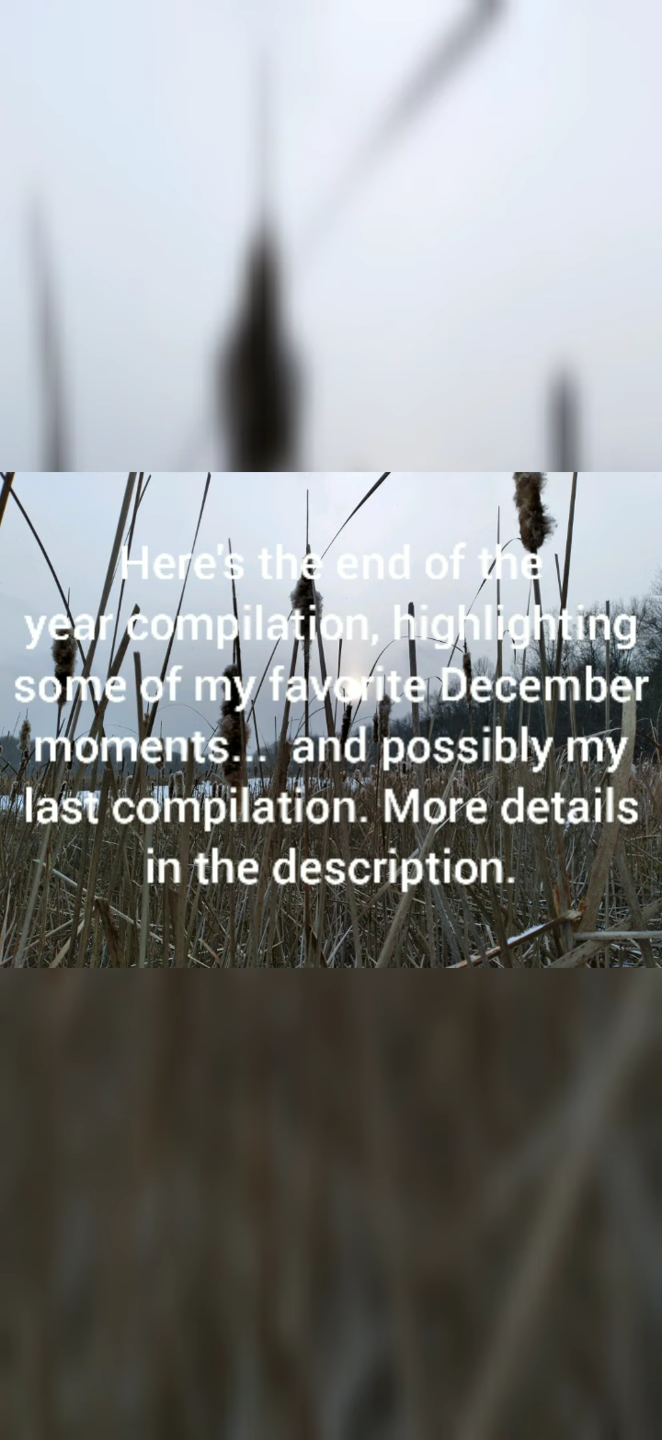 Here's the end of the
year compilation, highlighting
some of my favorite December
moments... and possibly my
last compilation. More details
in the description.